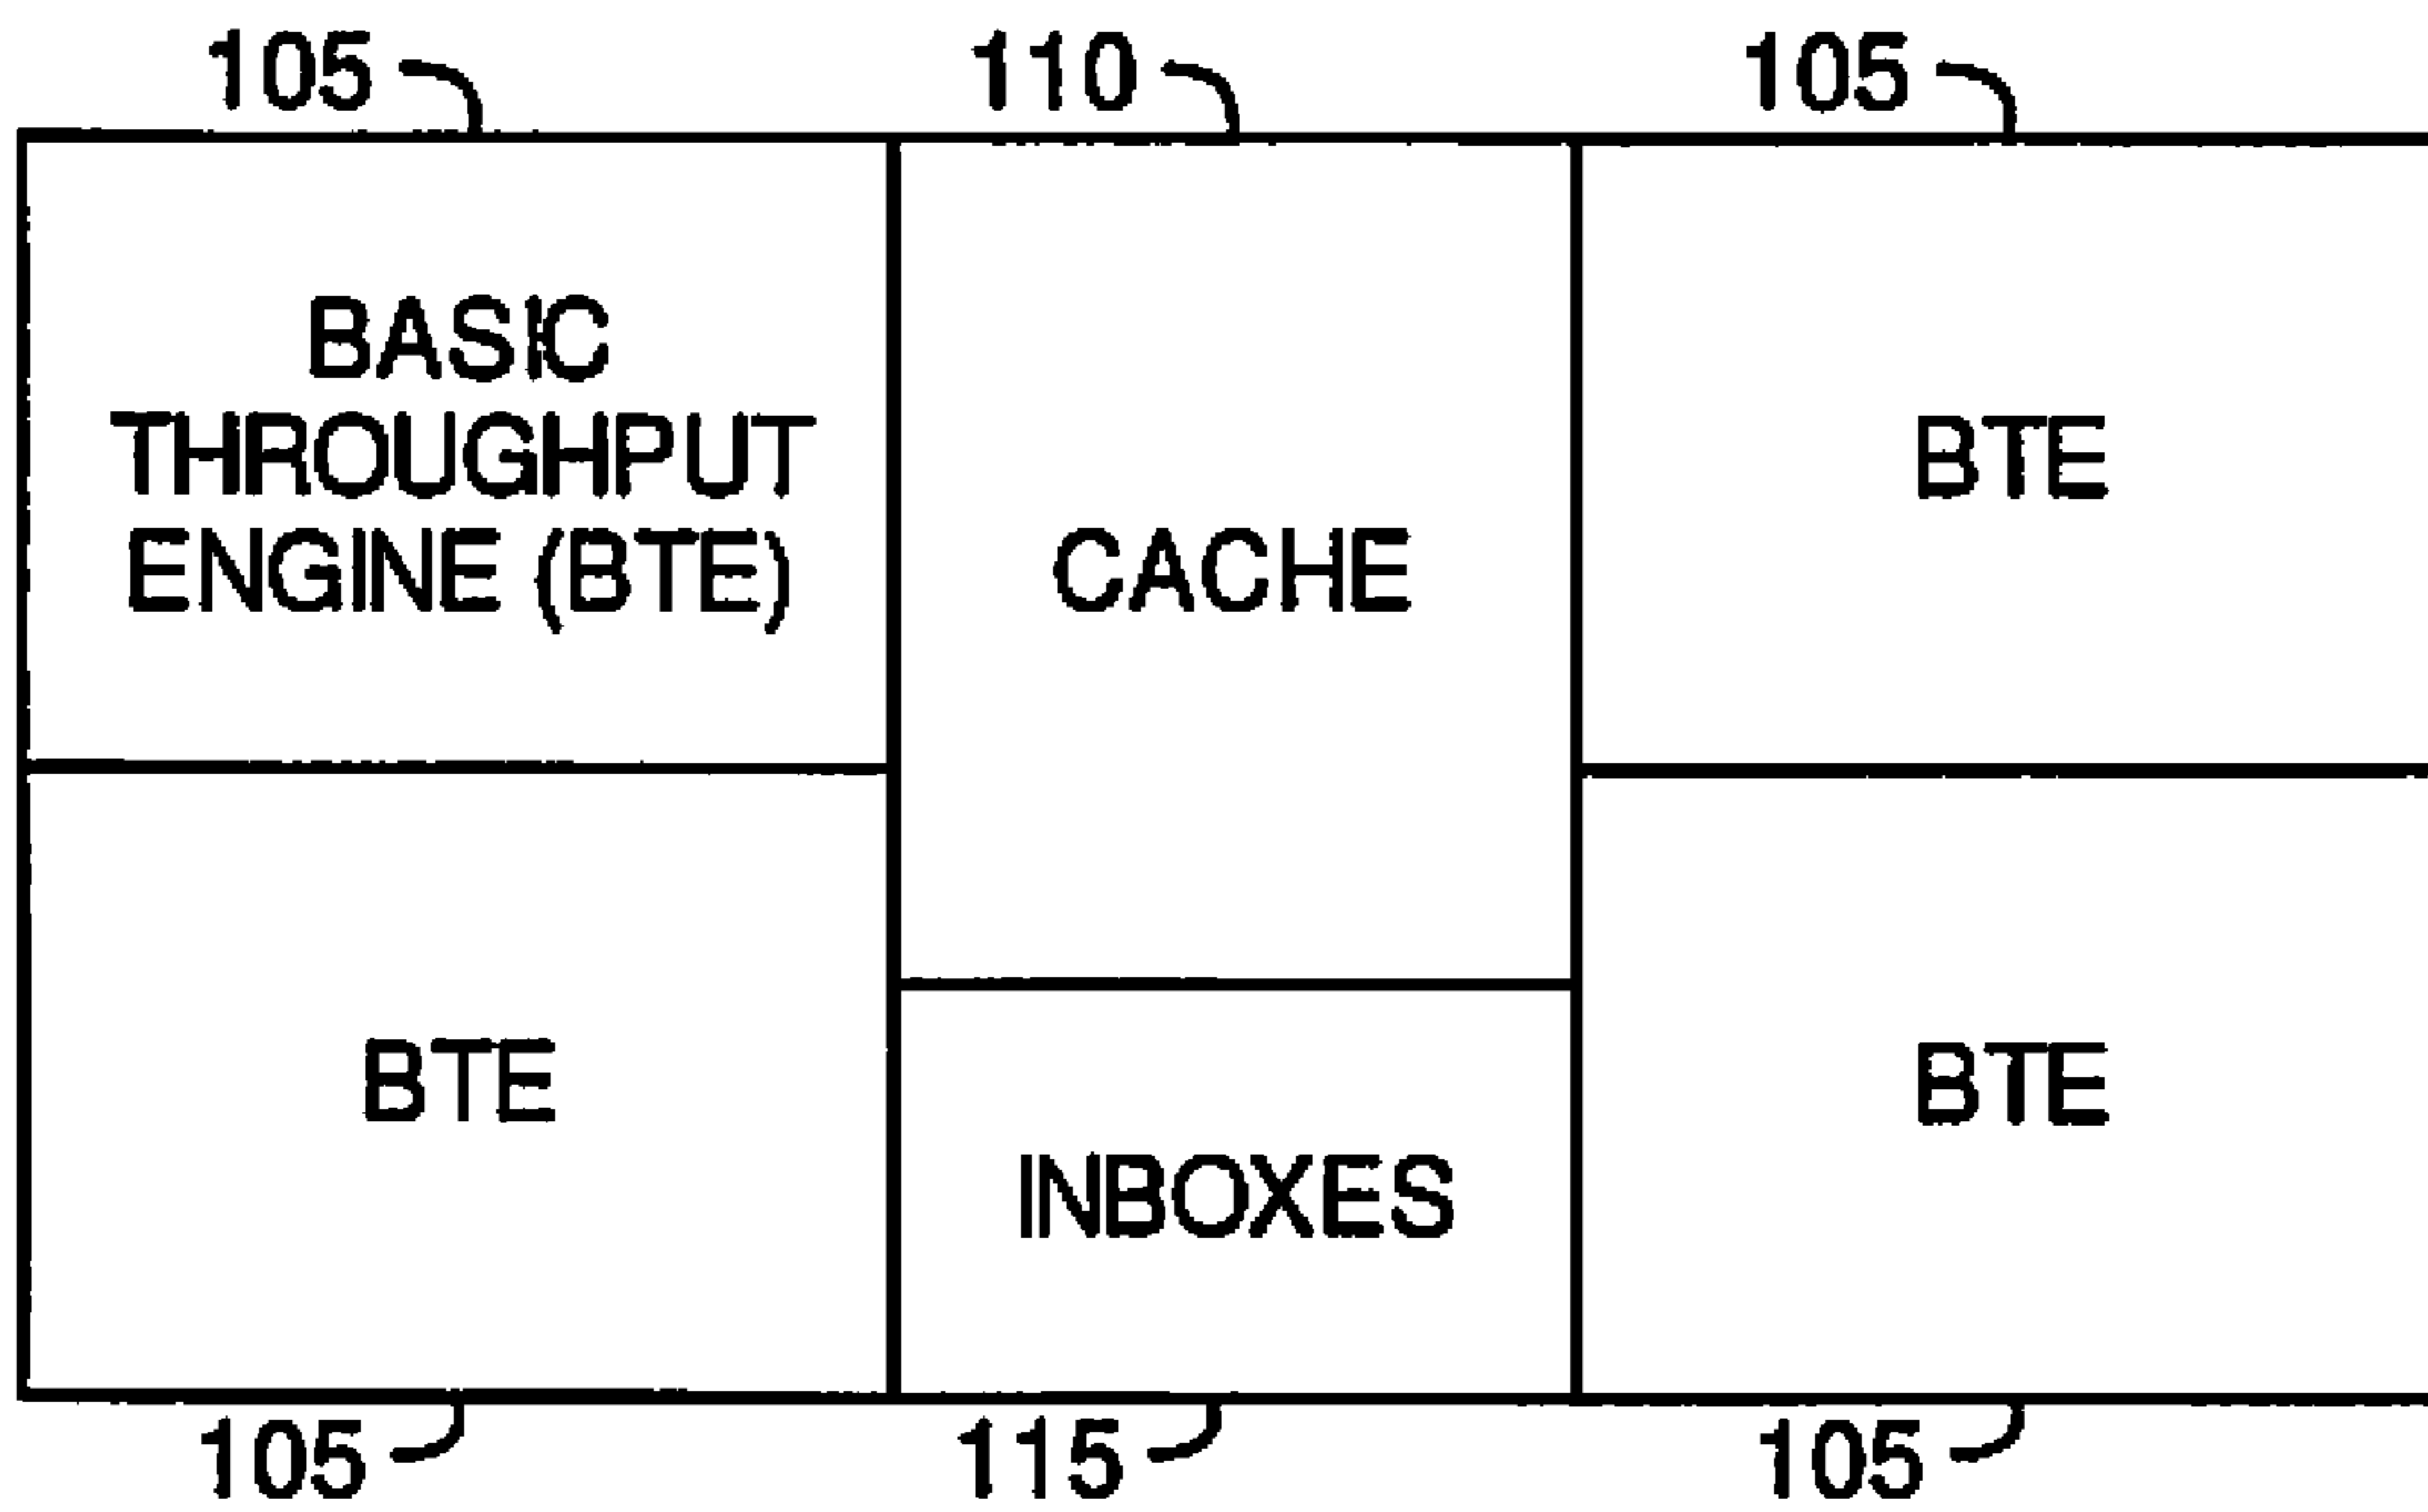 105
110
105
BASIC
THROUGHPUT
ENGINE (BTE)
CACHE
BTE
BTE
INBOXES
BTE
105
115
105